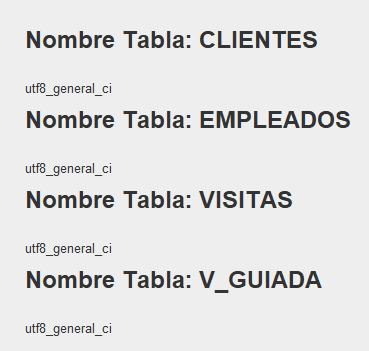 Nombre Tabla: CLIENTES
utf8_general_ci
Nombre Tabla: EMPLEADOS
utf8_general_ci
Nombre Tabla: VISITAS
utf8_general_ci
Nombre Tabla: V_GUIADA
utf8_general_ci